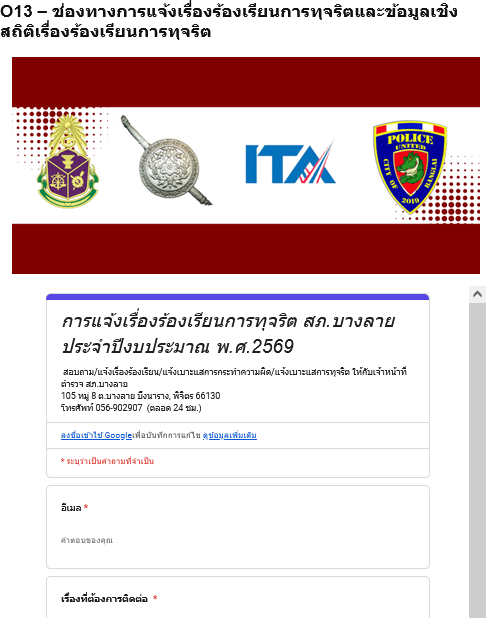 O13 – ช่องทางการแจ้งเรื่องร้องเรียนการทุจริตและข้อมูลเชิง
สถิติเรื่องร้องเรียนการทุจริต
ITA
POLICE
UNITED
CITY OF BANGLAI
2019
การแจ้งเรื่องร้องเรียนการทุจริต สภ.บางลาย
ประจำปีงบประมาณ พ.ศ.2569
สอบถาม/แจ้งเรื่องร้องเรียน/แจ้งเบาะแสการกระทำความผิด/แจ้งเบาะแสการทุจริต ให้กับเจ้าหน้าที่
ตำรวจ สภ.บางลาย
105 หมู่ 8 ต.บางลาย บึงนาราง, พิจิตร 66130
โทรศัพท์ 056-902907 (ตลอด 24 ชม.)
ลงชื่อเข้าใช้ Googleเพื่อบันทึกการแก้ไข ดูข้อมูลเพิ่มเติม
* ระบุว่าเป็นคำถามที่จำเป็น
อีเมล *
คำตอบของคุณ
เรื่องที่ต้องการติดต่อ *